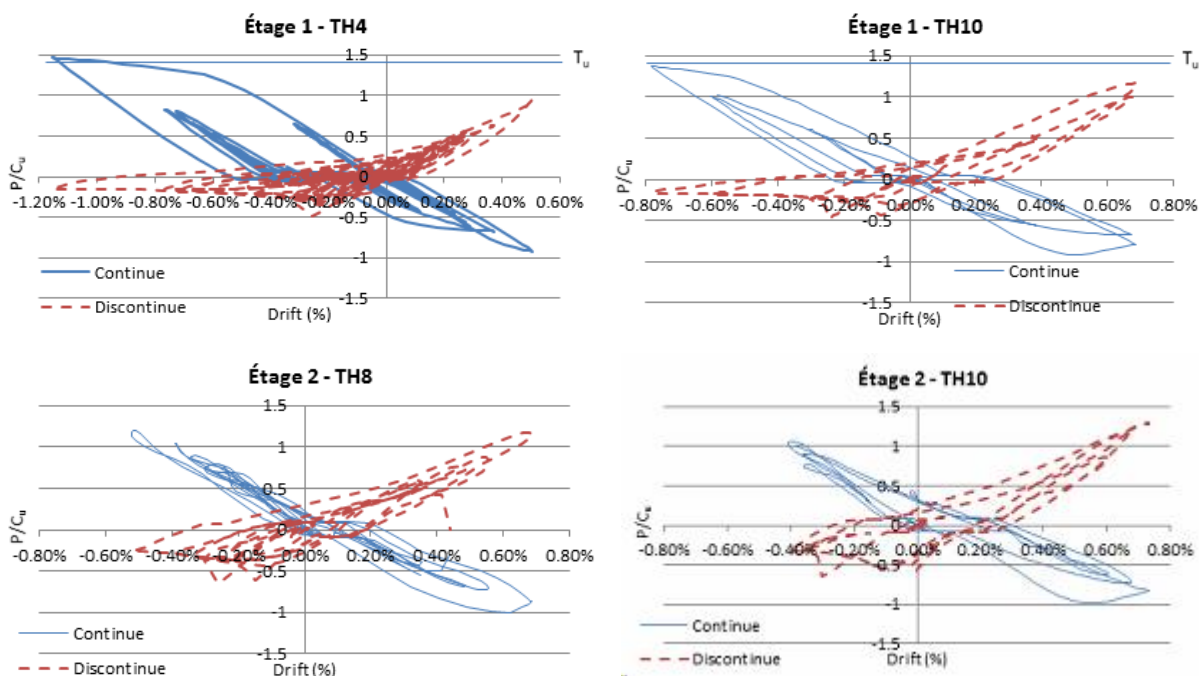 Étage 1 - TH4
1.5
1
0.5
0
-0.5
-1
-1.5
T
u
P/C
u
-1.20%
-1.00%
-0.80%
-0.60%
-0.40%
-0.20%
0.00%
0.20%
0.40%
0.60%
Continue
Discontinue
Drift (%)
Étage 1 - TH10
1.5
1
0.5
0
-0.5
-1
-1.5
T
u
P/C
u
-0.80%
-0.60%
-0.40%
-0.20%
0.00%
0.20%
0.40%
0.60%
0.80%
Continue
Discontinue
Drift (%)
Étage 2 - TH8
1.5
1
0.5
0
-0.5
-1
-1.5
P/C
u
-0.80%
-0.60%
-0.40%
-0.20%
0.00%
0.20%
0.40%
0.60%
0.80%
Continue
Discontinue
Drift (%)
Étage 2 - TH10
1.5
1
0.5
0
-0.5
-1
-1.5
P/C
u
-0.80%
-0.60%
-0.40%
-0.20%
0.00%
0.20%
0.40%
0.60%
0.80%
Continue
Discontinue
Drift (%)